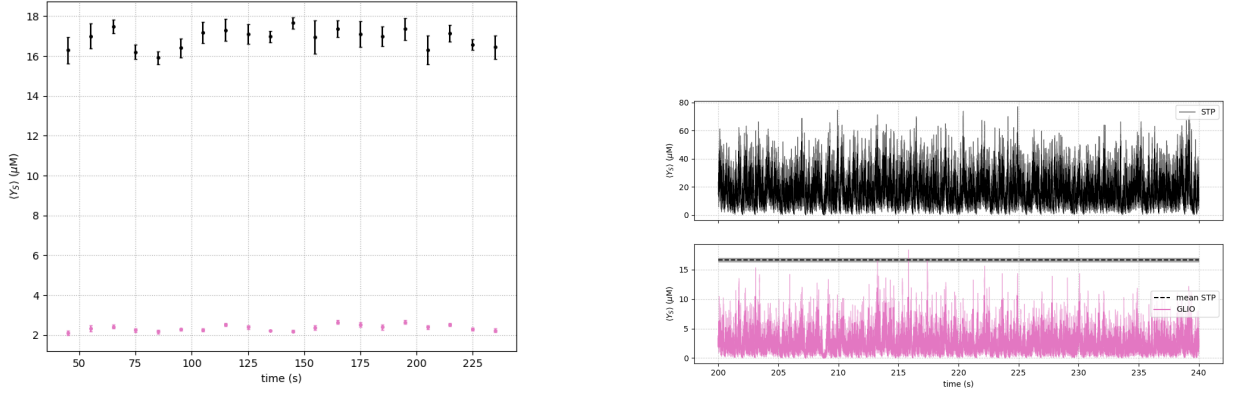 18
16
14
12
10
8
6
4
2
⟨Y_S⟩ (μM)
50 75 100 125 150 175 200 225
time (s)
80
60
40
20
0
⟨Y_S⟩ (μM)
STP
15
10
5
0
⟨Y_S⟩ (μM)
mean STP
GLIO
200 205 210 215 220 225 230 235 240
time (s)